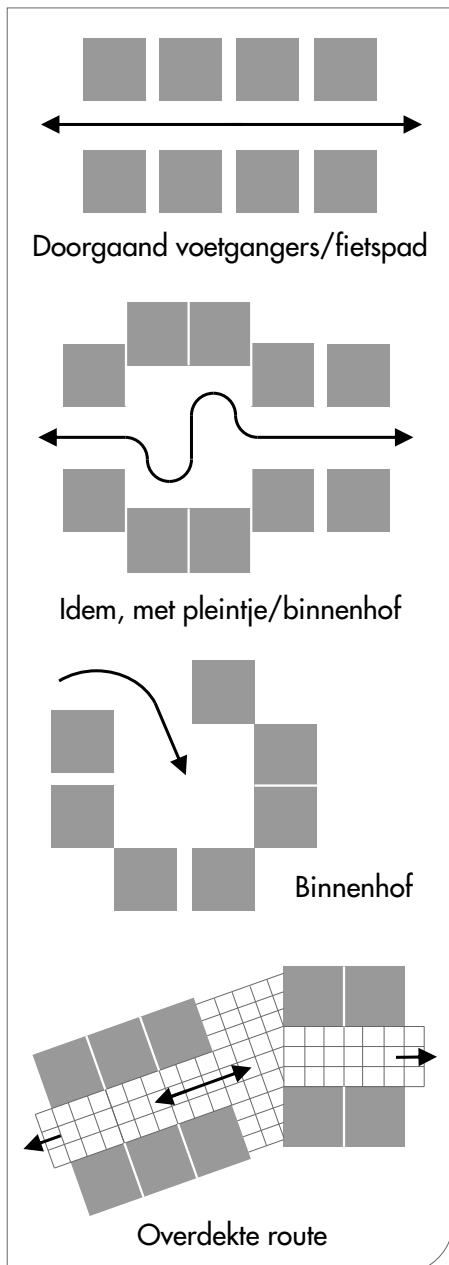 Doorgaand voetgangers/fietspad
Idem, met pleintje/binnenhof
Binnenhof
Overdekte route